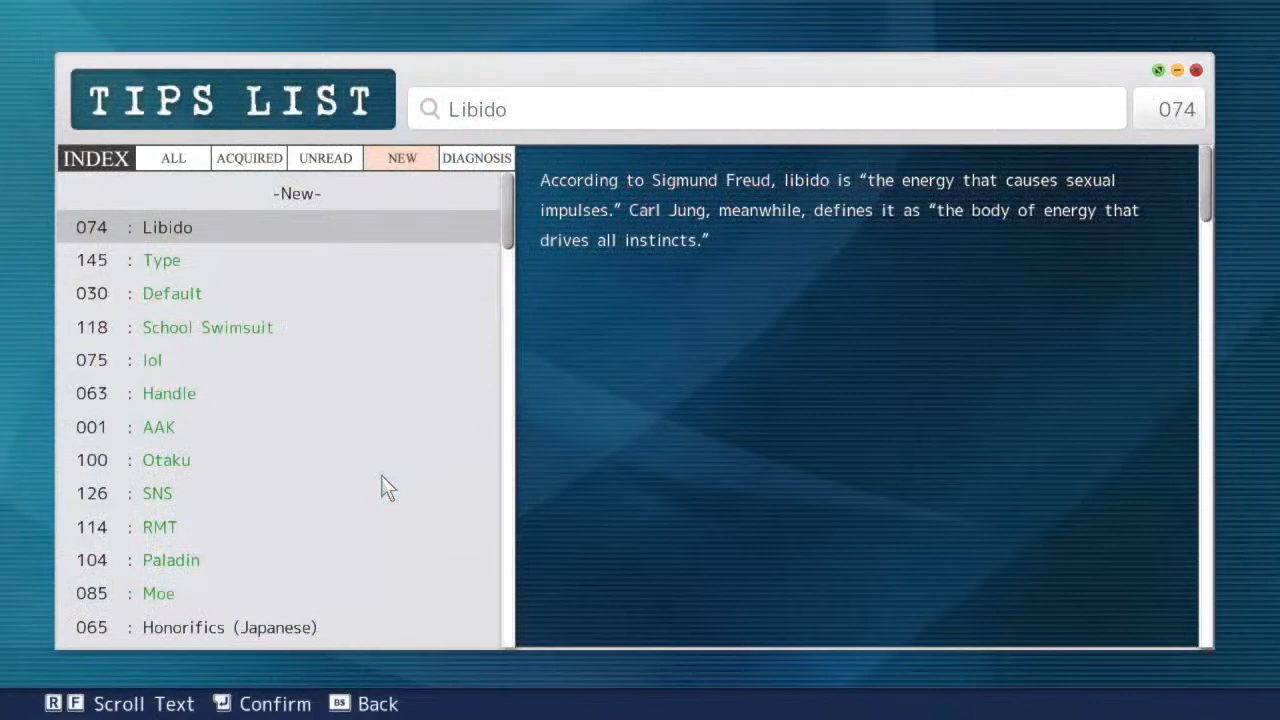 TIPS LIST
Libido
074
INDEX ALL ACQUIRED UNREAD NEW DIAGNOSIS
-New-
074 : Libido
145 : Type
030 : Default
118 : School Swimsuit
075 : lol
063 : Handle
001 : AAK
100 : Otaku
126 : SNS
114 : RMT
104 : Paladin
085 : Moe
065 : Honorifics (Japanese)
According to Sigmund Freud, libido is “the energy that causes sexual
impulses.” Carl Jung, meanwhile, defines it as “the body of energy that
drives all instincts.”
R F Scroll Text Confirm BS Back